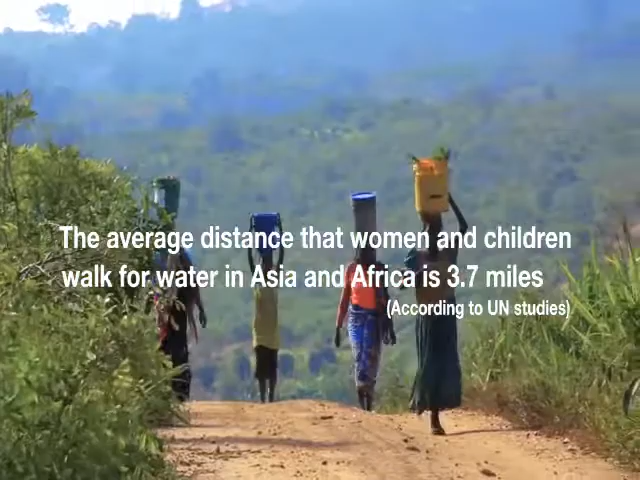 The average distance that women and children
walk for water in Asia and Africa is 3.7 miles
(According to UN studies)